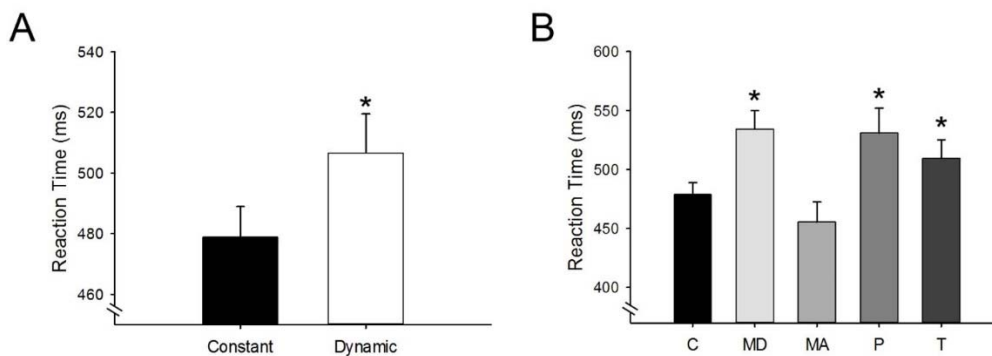 A
Reaction Time (ms)
540
520
500
480
460
*
Constant Dynamic
B
Reaction Time (ms)
600
550
500
450
400
* * *
C MD MA P T